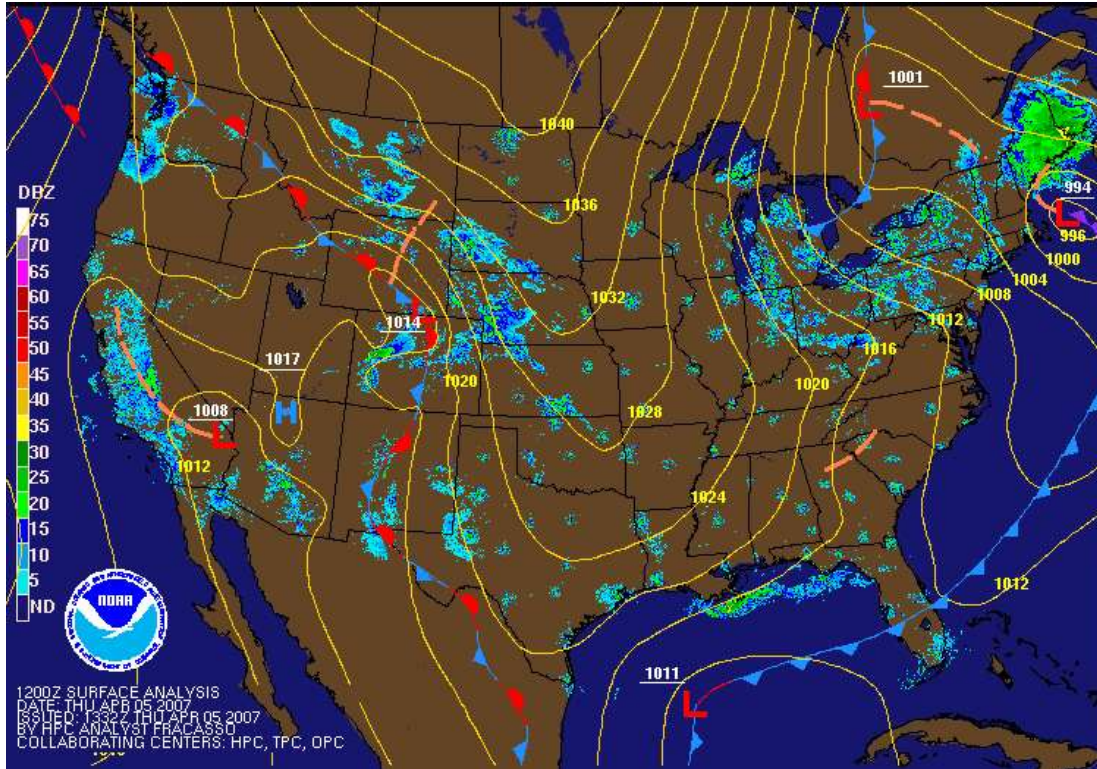 1040
1001
DBZ
75
70
65
60
55
50
45
40
35
30
25
20
15
10
5
ND
994
996
1036
1000
1004
1008
1032
1012
1014
1016
1017
1020
1020
1028
1008
1012
1024
1012
1011
L
L
L
L
L
H
NOAA
1200Z SURFACE ANALYSIS
DATE: THU APR 05 2007
ISSUED: 1332Z THU APR 05 2007
BY HPC ANALYST FRACASSO
COLLABORATING CENTERS: HPC, TPC, OPC